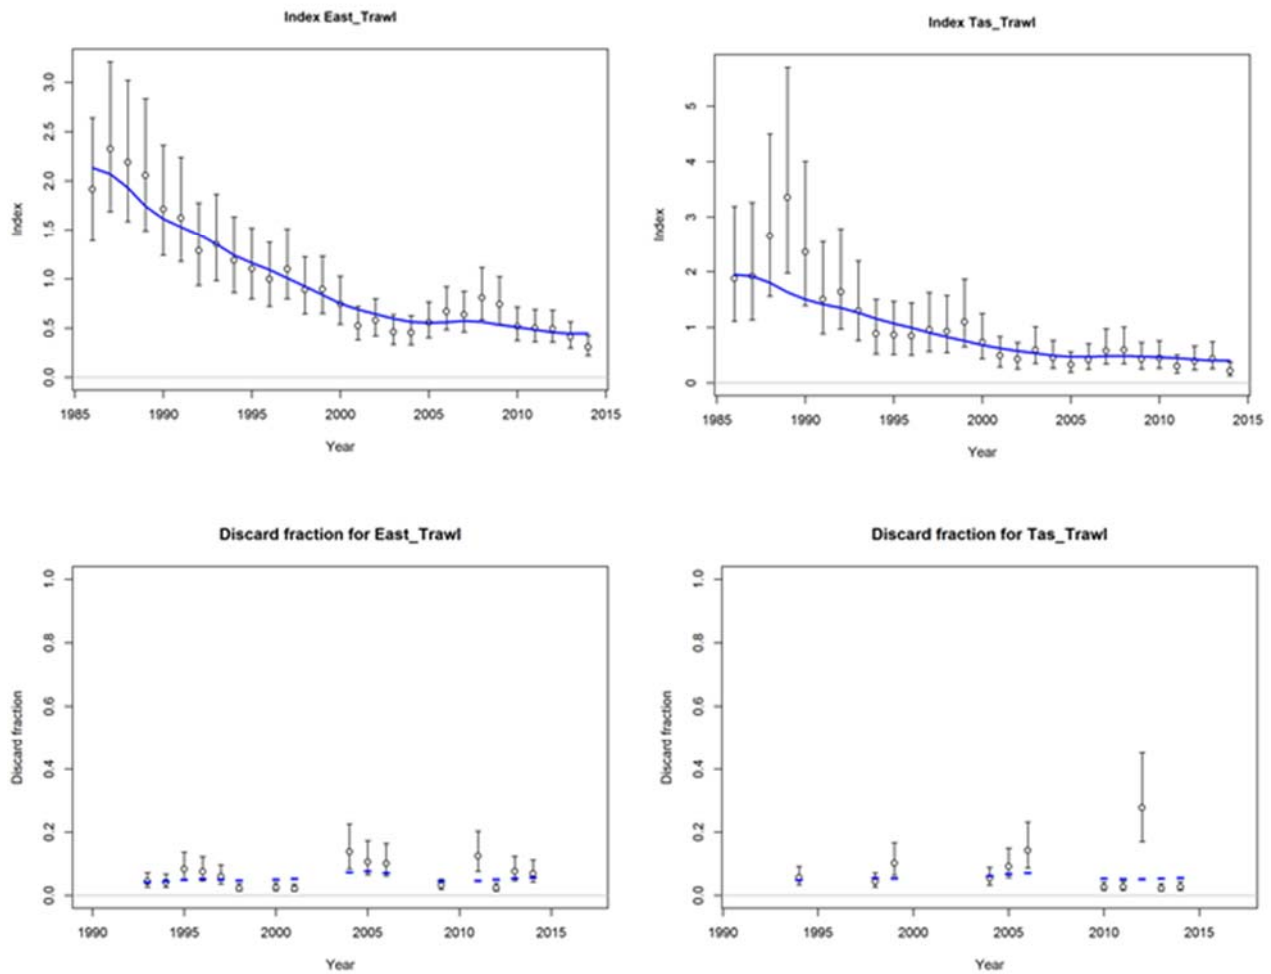 Index East_Trawl
Index
3.0
2.5
2.0
1.5
1.0
0.5
0.0
1985 1990 1995 2000 2005 2010 2015
Year
Index Tas_Trawl
Index
5
4
3
2
1
0
1985 1990 1995 2000 2005 2010 2015
Year
Discard fraction for East_Trawl
Discard fraction
1.0
0.8
0.6
0.4
0.2
0.0
1990 1995 2000 2005 2010 2015
Year
Discard fraction for Tas_Trawl
Discard fraction
1.0
0.8
0.6
0.4
0.2
0.0
1990 1995 2000 2005 2010 2015
Year